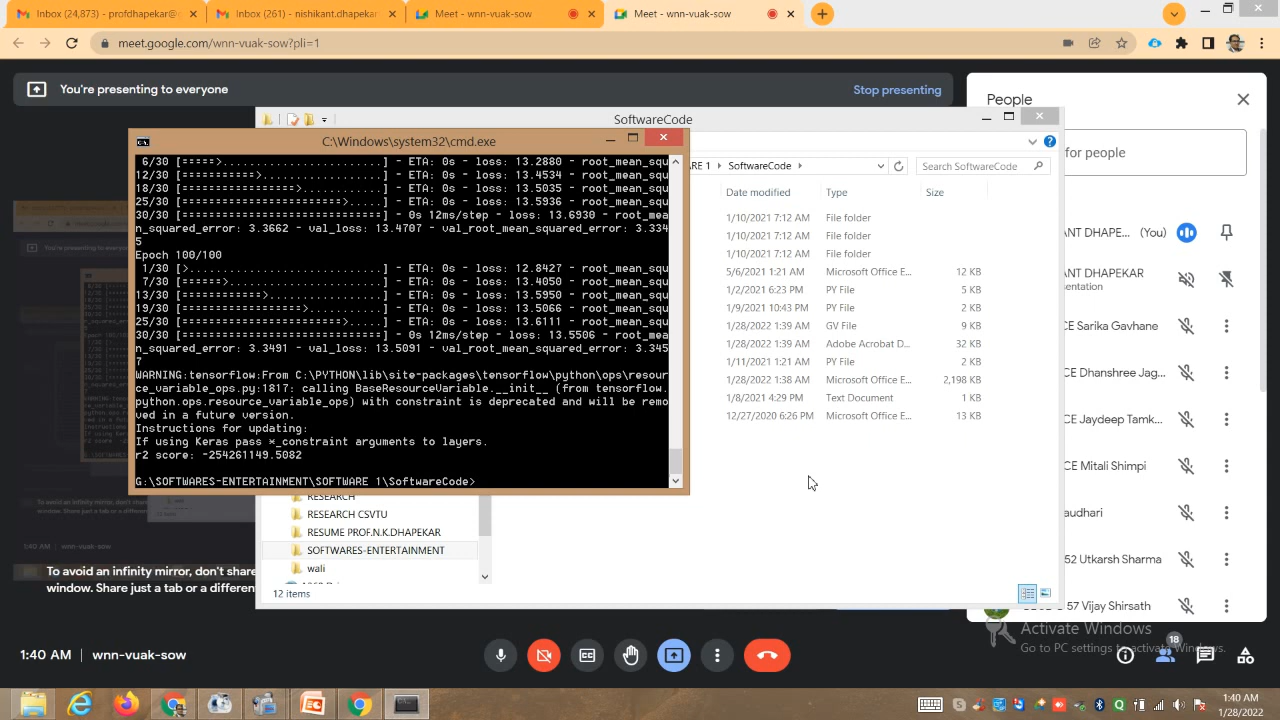 Inbox (24,873) - profdhapekar@
Inbox (261) - nishikant.dhapekar.
Meet - wnn-vuak-sow
Meet - wnn-vuak-sow
meet.google.com/wnn-vuak-sow?pli=1
You're presenting to everyone
Stop presenting
People
SoftwareCode
C:\Windows\system32\cmd.exe
RE 1 SoftwareCode
Search SoftwareCode
for people
Date modified Type Size
1/10/2021 7:12 AM File folder
1/10/2021 7:12 AM File folder
1/10/2021 7:12 AM File folder
5/6/2021 1:21 AM Microsoft Office E... 12 KB
1/2/2021 6:23 PM PY File 5 KB
1/9/2021 10:43 PM PY File 2 KB
1/28/2022 1:39 AM GV File 9 KB
1/28/2022 1:39 AM Adobe Acrobat D... 32 KB
1/11/2021 1:21 AM PY File 2 KB
1/28/2022 1:38 AM Microsoft Office E... 2,198 KB
1/8/2021 4:29 PM Text Document 1 KB
12/27/2020 6:26 PM Microsoft Office E... 13 KB
6/30 [=====>........................] - ETA: 0s - loss: 13.2880 - root_mean_squ
12/30 [===========>..................] - ETA: 0s - loss: 13.4534 - root_mean_squ
18/30 [=================>............] - ETA: 0s - loss: 13.5035 - root_mean_squ
25/30 [========================>.....] - ETA: 0s - loss: 13.5936 - root_mean_squ
30/30 [==============================] - 0s 12ms/step - loss: 13.6930 - root_mea
n_squared_error: 3.3662 - val_loss: 13.4707 - val_root_mean_squared_error: 3.334
5
Epoch 100/100
1/30 [>.............................] - ETA: 0s - loss: 12.8427 - root_mean_squ
7/30 [======>.......................] - ETA: 0s - loss: 13.4050 - root_mean_squ
13/30 [============>.................] - ETA: 0s - loss: 13.5950 - root_mean_squ
19/30 [==================>...........] - ETA: 0s - loss: 13.5066 - root_mean_squ
25/30 [========================>.....] - ETA: 0s - loss: 13.6111 - root_mean_squ
30/30 [==============================] - 0s 12ms/step - loss: 13.5506 - root_mea
n_squared_error: 3.3491 - val_loss: 13.5091 - val_root_mean_squared_error: 3.345
7
WARNING:tensorflow:From C:\PYTHON\lib\site-packages\tensorflow\python\ops\resour
ce_variable_ops.py:1817: calling BaseResourceVariable.__init__ (from tensorflow.
python.ops.resource_variable_ops) with constraint is deprecated and will be remo
ved in a future version.
Instructions for updating:
If using Keras pass *_constraint arguments to layers.
r2 score: -254261149.5082
G:\SOFTWARES-ENTERTAINMENT\SOFTWARE 1\SoftwareCode>
RESEARCH
RESEARCH CSVTU
RESUME PROF.N.K.DHAPEKAR
SOFTWARES-ENTERTAINMENT
wali
12 items
ANT DHAPE... (You)
ANT DHAPEKAR
entation
CE Sarika Gavhane
CE Dhanshree Jag...
CE Jaydeep Tamk...
CE Mitali Shimpi
audhari
52 Utkarsh Sharma
57 Vijay Shirsath
To avoid an infinity mirror, don't share
window. Share just a tab or a differen
Activate Windows
Go to PC settings to activate Windows.
1:40 AM wnn-vuak-sow
18
1:40 AM
1/28/2022